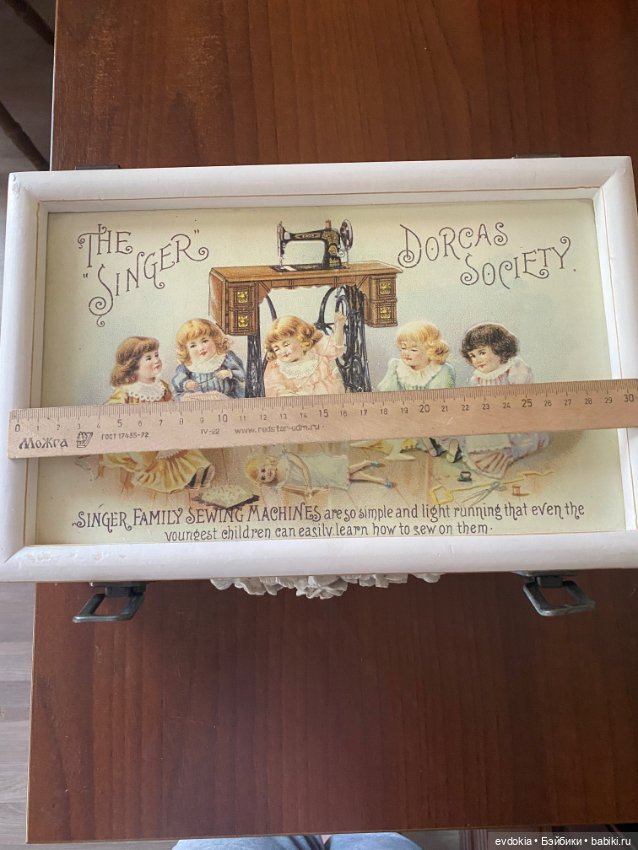 THE "SINGER"
DORCAS SOCIETY.
0 1 2 3 4 5 6 7 8 9 10 11 12 13 14 15 16 17 18 19 20 21 22 23 24 25 26 27 28 29 30
МоЖга ГОСТ 17435-72 IV-22 www.redstar-udm.ru
SINGER FAMILY SEWING MACHINES are so simple and light running that even the
youngest children can easily learn how to sew on them.
evdokia • Бэйбики • babiki.ru